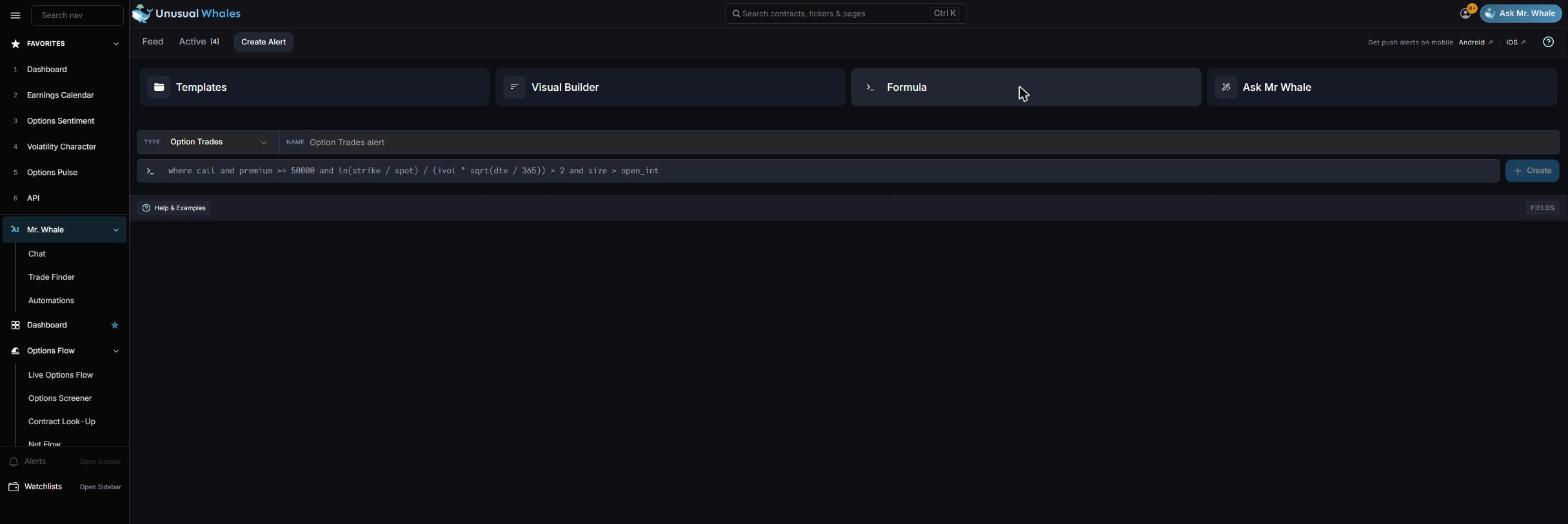 Search nav
Unusual Whales
Search contracts, tickers & pages
Ctrl K
9+
Ask Mr. Whale
FAVORITES
1 Dashboard
2 Earnings Calendar
3 Options Sentiment
4 Volatility Character
5 Options Pulse
6 API
AI Mr. Whale
Chat
Trade Finder
Automations
Dashboard
Options Flow
Live Options Flow
Options Screener
Contract Look-Up
Net Flow
Alerts Open Sidebar
Watchlists Open Sidebar
Feed Active (4) Create Alert
Get push alerts on mobile Android ↗ / iOS ↗
Templates
Visual Builder
Formula
Ask Mr Whale
TYPE Option Trades NAME Option Trades alert
where call and premium >= 50000 and ln(strike / spot) / (ivol * sqrt(dte / 365)) > 2 and size > open_int
+ Create
Help & Examples
FIELDS